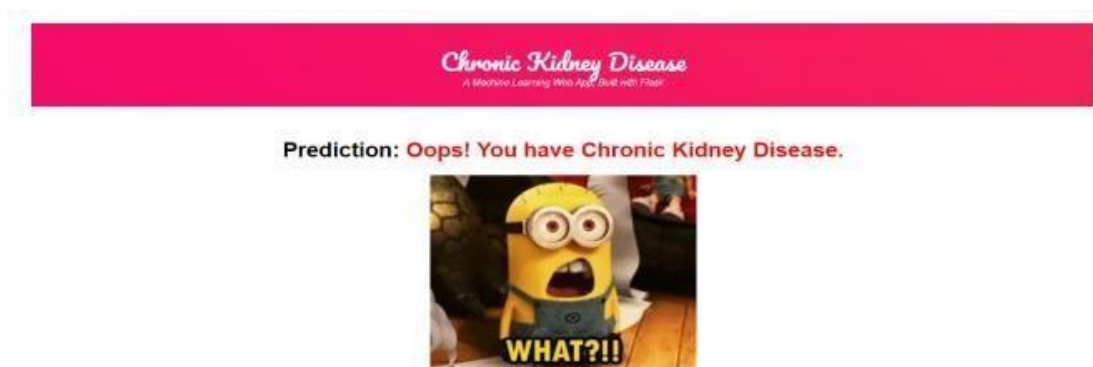 Chronic Kidney Disease
A Machine Learning Web App, Built with Flask
Prediction: Oops! You have Chronic Kidney Disease.
WHAT?!!